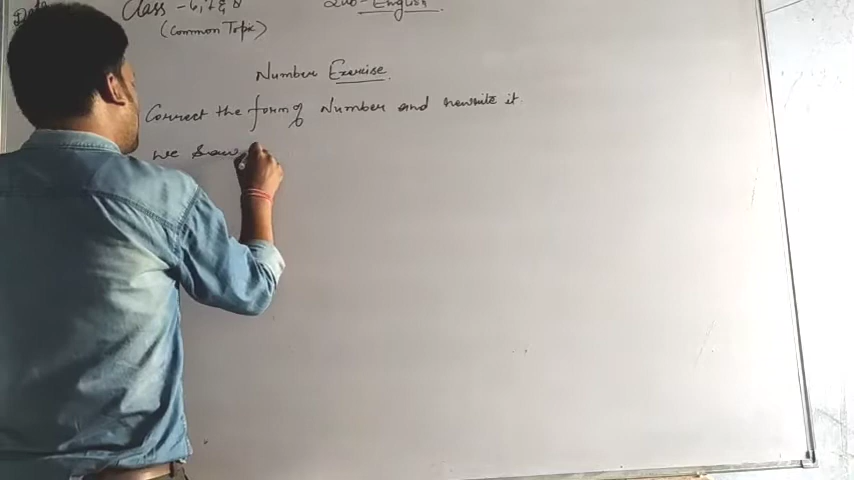 Date
Class - 6, 7 & 8
Sub - English.
(Common Topic)
Number Exercise.
Correct the form of Number and rewrite it.
We saw